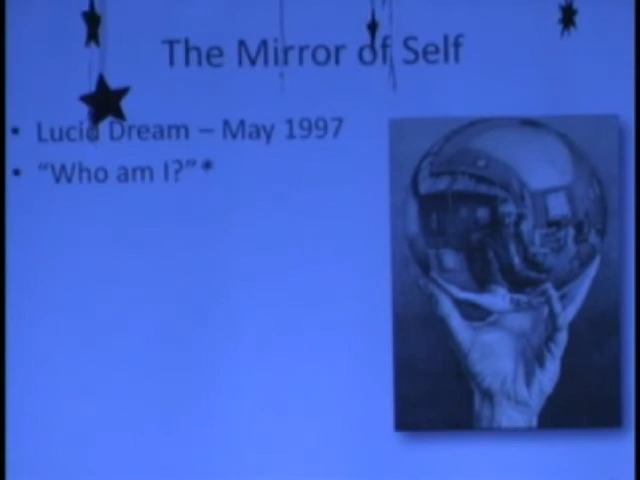 The Mirror of Self
• Lucid Dream – May 1997
• "Who am I?"*